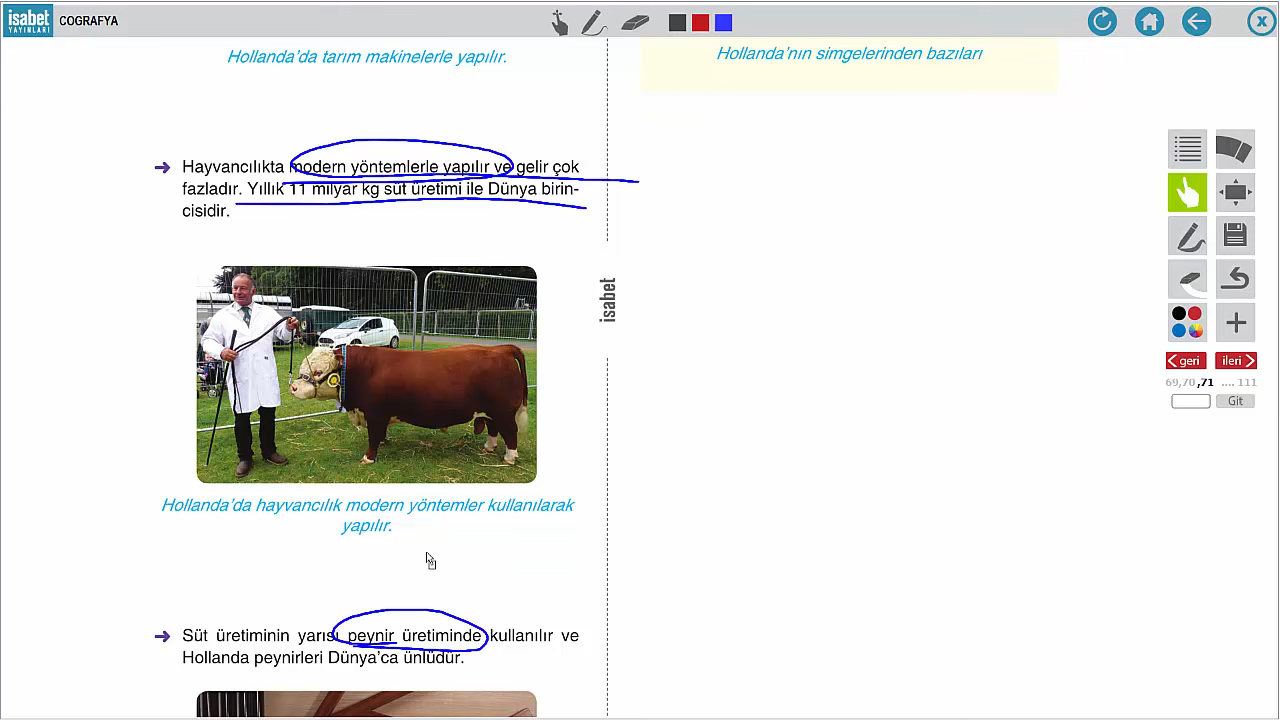 isabet
YAYINLARI
COGRAFYA
Hollanda’da tarım makinelerle yapılır.
Hollanda’nın simgelerinden bazıları
Hayvancılıkta modern yöntemlerle yapılır ve gelir çok
fazladır. Yıllık 11 milyar kg süt üretimi ile Dünya birin-
cisidir.
isabet
Hollanda’da hayvancılık modern yöntemler kullanılarak
yapılır.
Süt üretiminin yarısı peynir üretiminde kullanılır ve
Hollanda peynirleri Dünya’ca ünlüdür.
geri
ileri
69,70,71 .... 111
Git